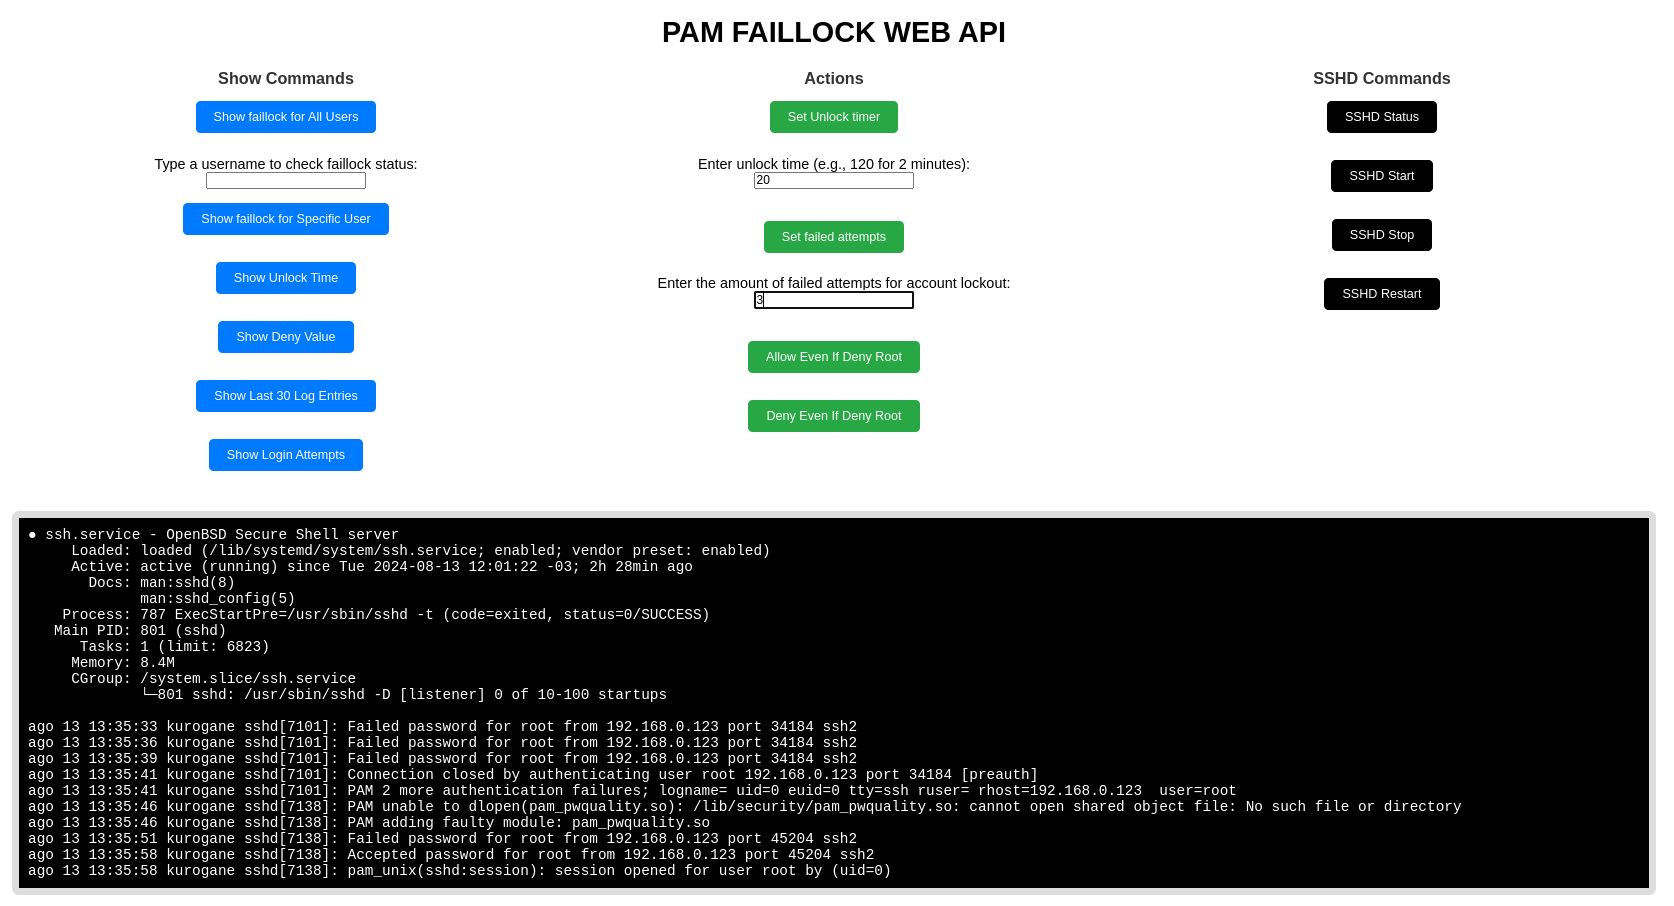 PAM FAILLOCK WEB API
Show Commands
Show faillock for All Users
Type a username to check faillock status:
Show faillock for Specific User
Show Unlock Time
Show Deny Value
Show Last 30 Log Entries
Show Login Attempts
Actions
Set Unlock timer
Enter unlock time (e.g., 120 for 2 minutes):
20
Set failed attempts
Enter the amount of failed attempts for account lockout:
3
Allow Even If Deny Root
Deny Even If Deny Root
SSHD Commands
SSHD Status
SSHD Start
SSHD Stop
SSHD Restart
● ssh.service - OpenBSD Secure Shell server
Loaded: loaded (/lib/systemd/system/ssh.service; enabled; vendor preset: enabled)
Active: active (running) since Tue 2024-08-13 12:01:22 -03; 2h 28min ago
Docs: man:sshd(8)
man:sshd_config(5)
Process: 787 ExecStartPre=/usr/sbin/sshd -t (code=exited, status=0/SUCCESS)
Main PID: 801 (sshd)
Tasks: 1 (limit: 6823)
Memory: 8.4M
CGroup: /system.slice/ssh.service
└─801 sshd: /usr/sbin/sshd -D [listener] 0 of 10-100 startups
ago 13 13:35:33 kurogane sshd[7101]: Failed password for root from 192.168.0.123 port 34184 ssh2
ago 13 13:35:36 kurogane sshd[7101]: Failed password for root from 192.168.0.123 port 34184 ssh2
ago 13 13:35:39 kurogane sshd[7101]: Failed password for root from 192.168.0.123 port 34184 ssh2
ago 13 13:35:41 kurogane sshd[7101]: Connection closed by authenticating user root 192.168.0.123 port 34184 [preauth]
ago 13 13:35:41 kurogane sshd[7101]: PAM 2 more authentication failures; logname= uid=0 euid=0 tty=ssh ruser= rhost=192.168.0.123  user=root
ago 13 13:35:46 kurogane sshd[7138]: PAM unable to dlopen(pam_pwquality.so): /lib/security/pam_pwquality.so: cannot open shared object file: No such file or directory
ago 13 13:35:46 kurogane sshd[7138]: PAM adding faulty module: pam_pwquality.so
ago 13 13:35:51 kurogane sshd[7138]: Failed password for root from 192.168.0.123 port 45204 ssh2
ago 13 13:35:58 kurogane sshd[7138]: Accepted password for root from 192.168.0.123 port 45204 ssh2
ago 13 13:35:58 kurogane sshd[7138]: pam_unix(sshd:session): session opened for user root by (uid=0)